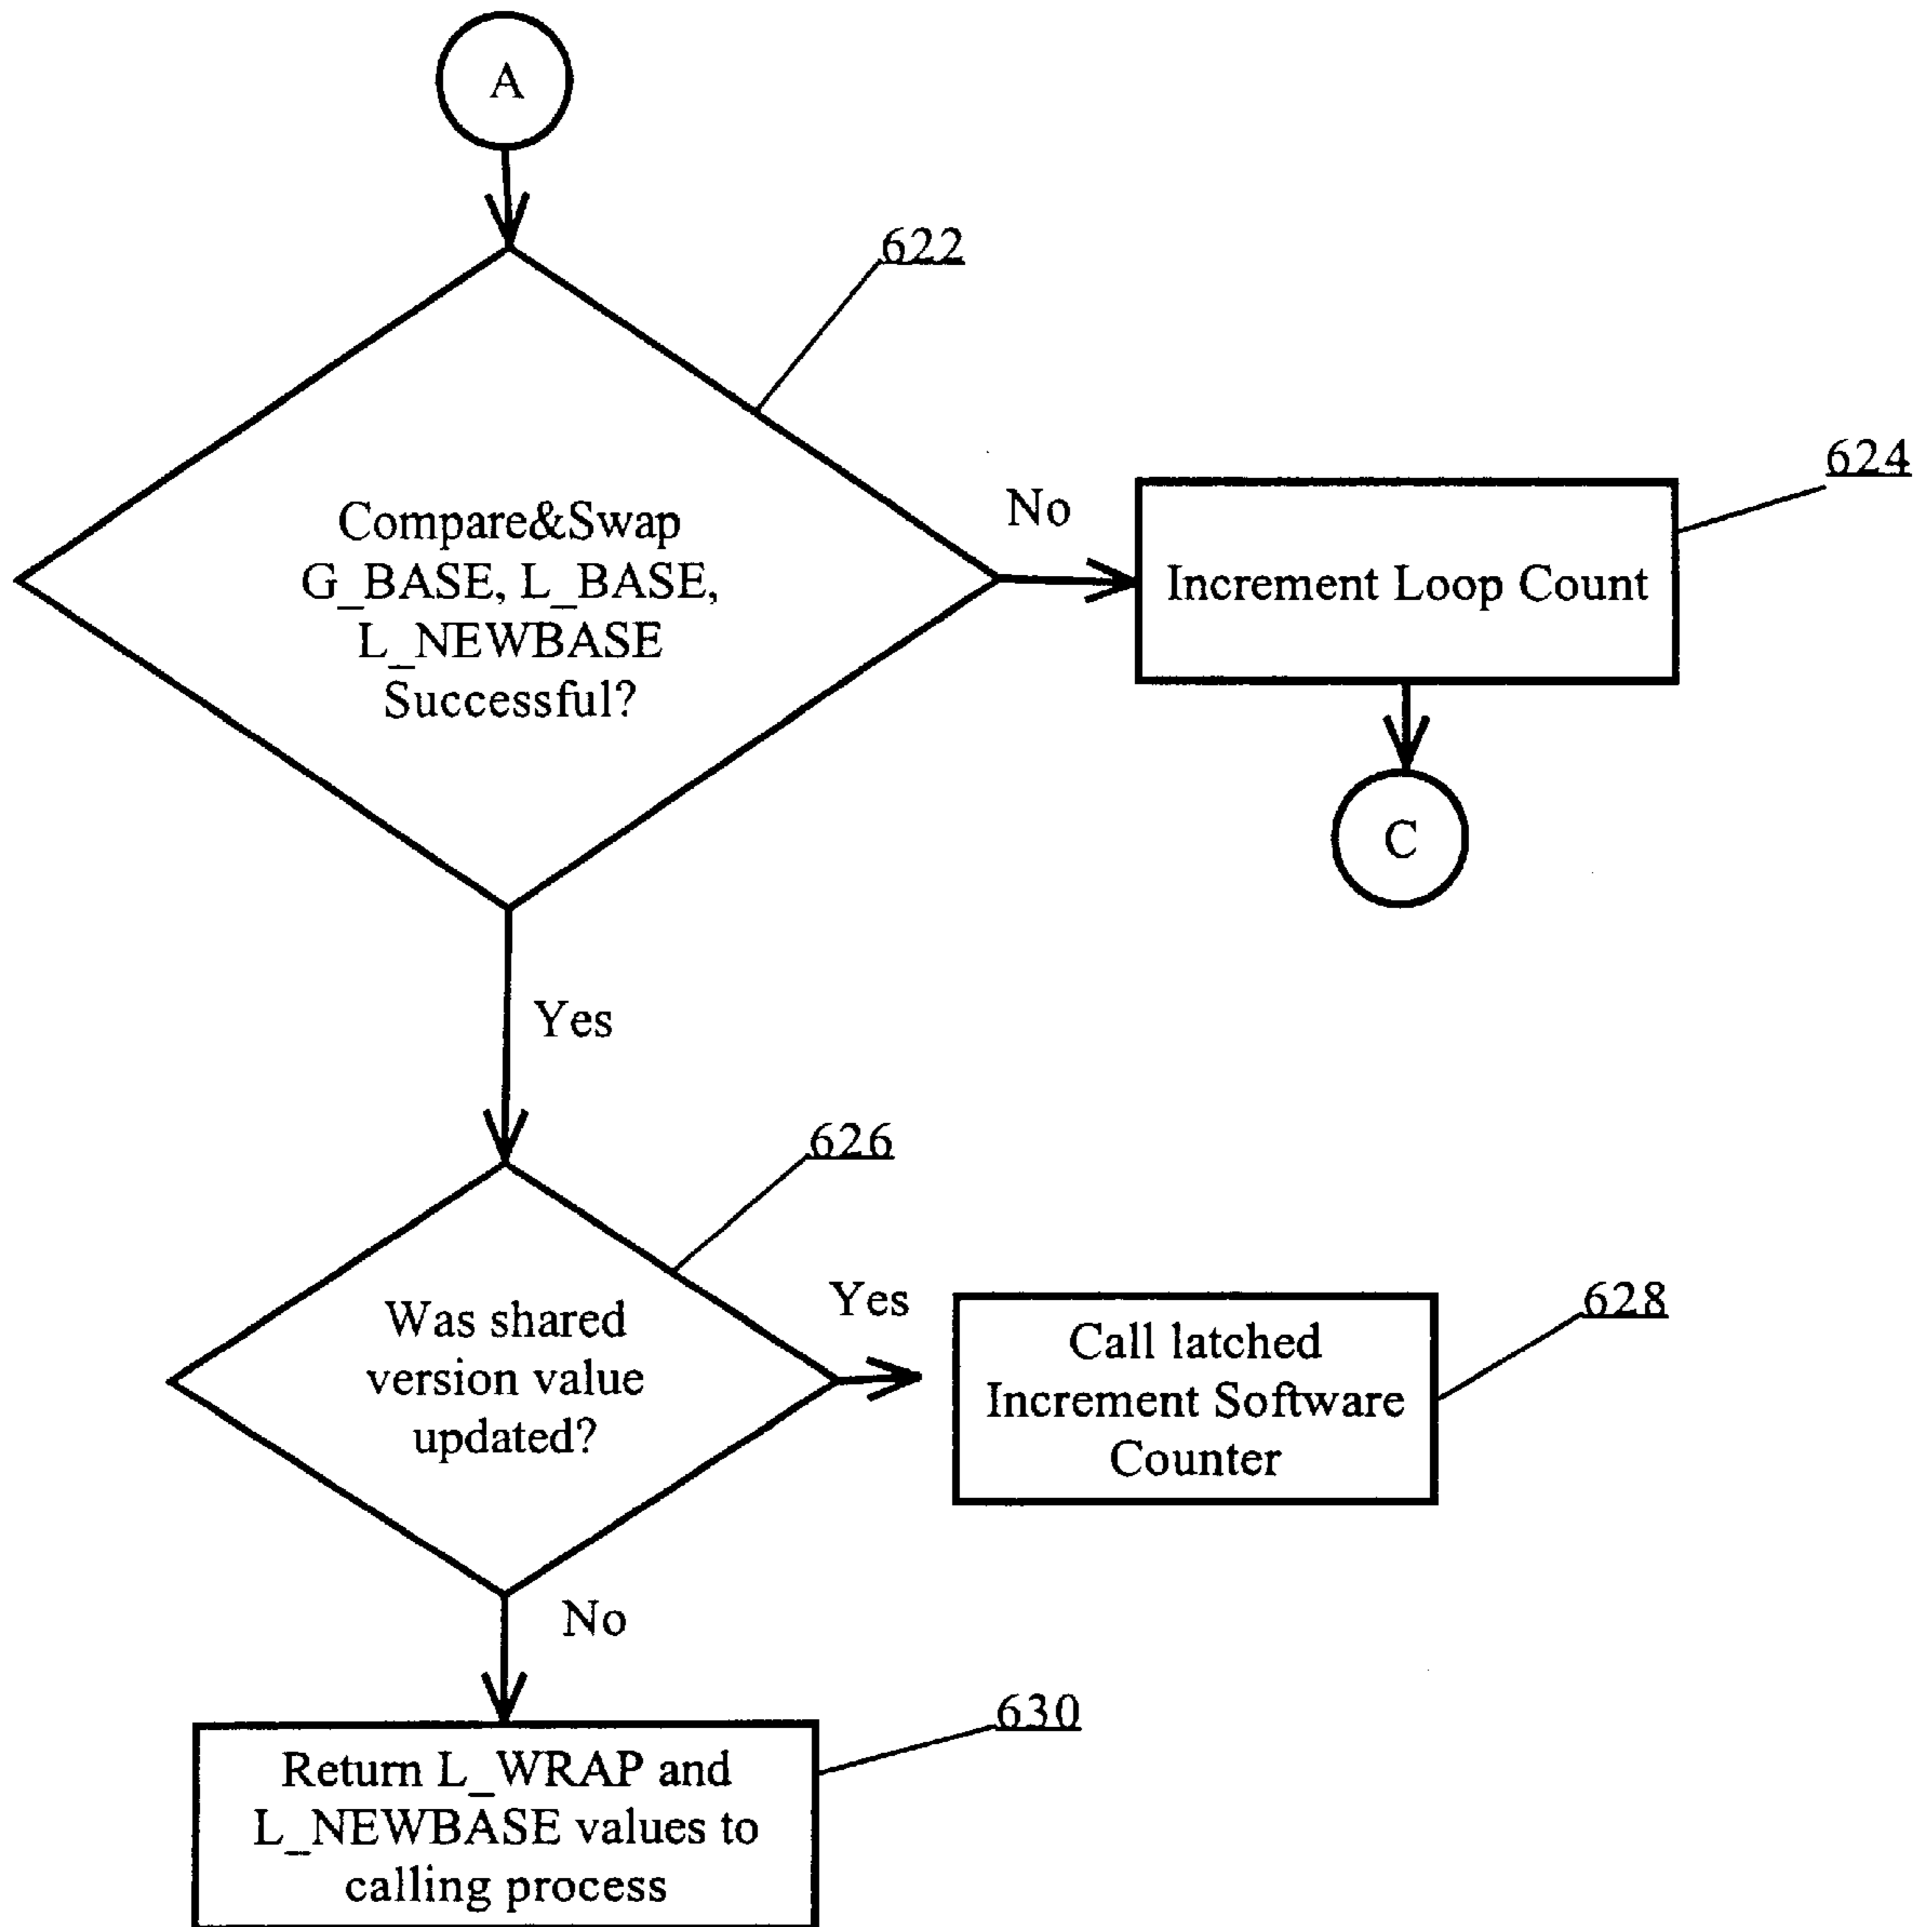 A
622
Compare&Swap
G_BASE, L_BASE,
L_NEWBASE
Successful?
No
624
Increment Loop Count
C
Yes
626
Was shared
version value
updated?
Yes
628
Call latched
Increment Software
Counter
No
630
Return L_WRAP and
L_NEWBASE values to
calling process